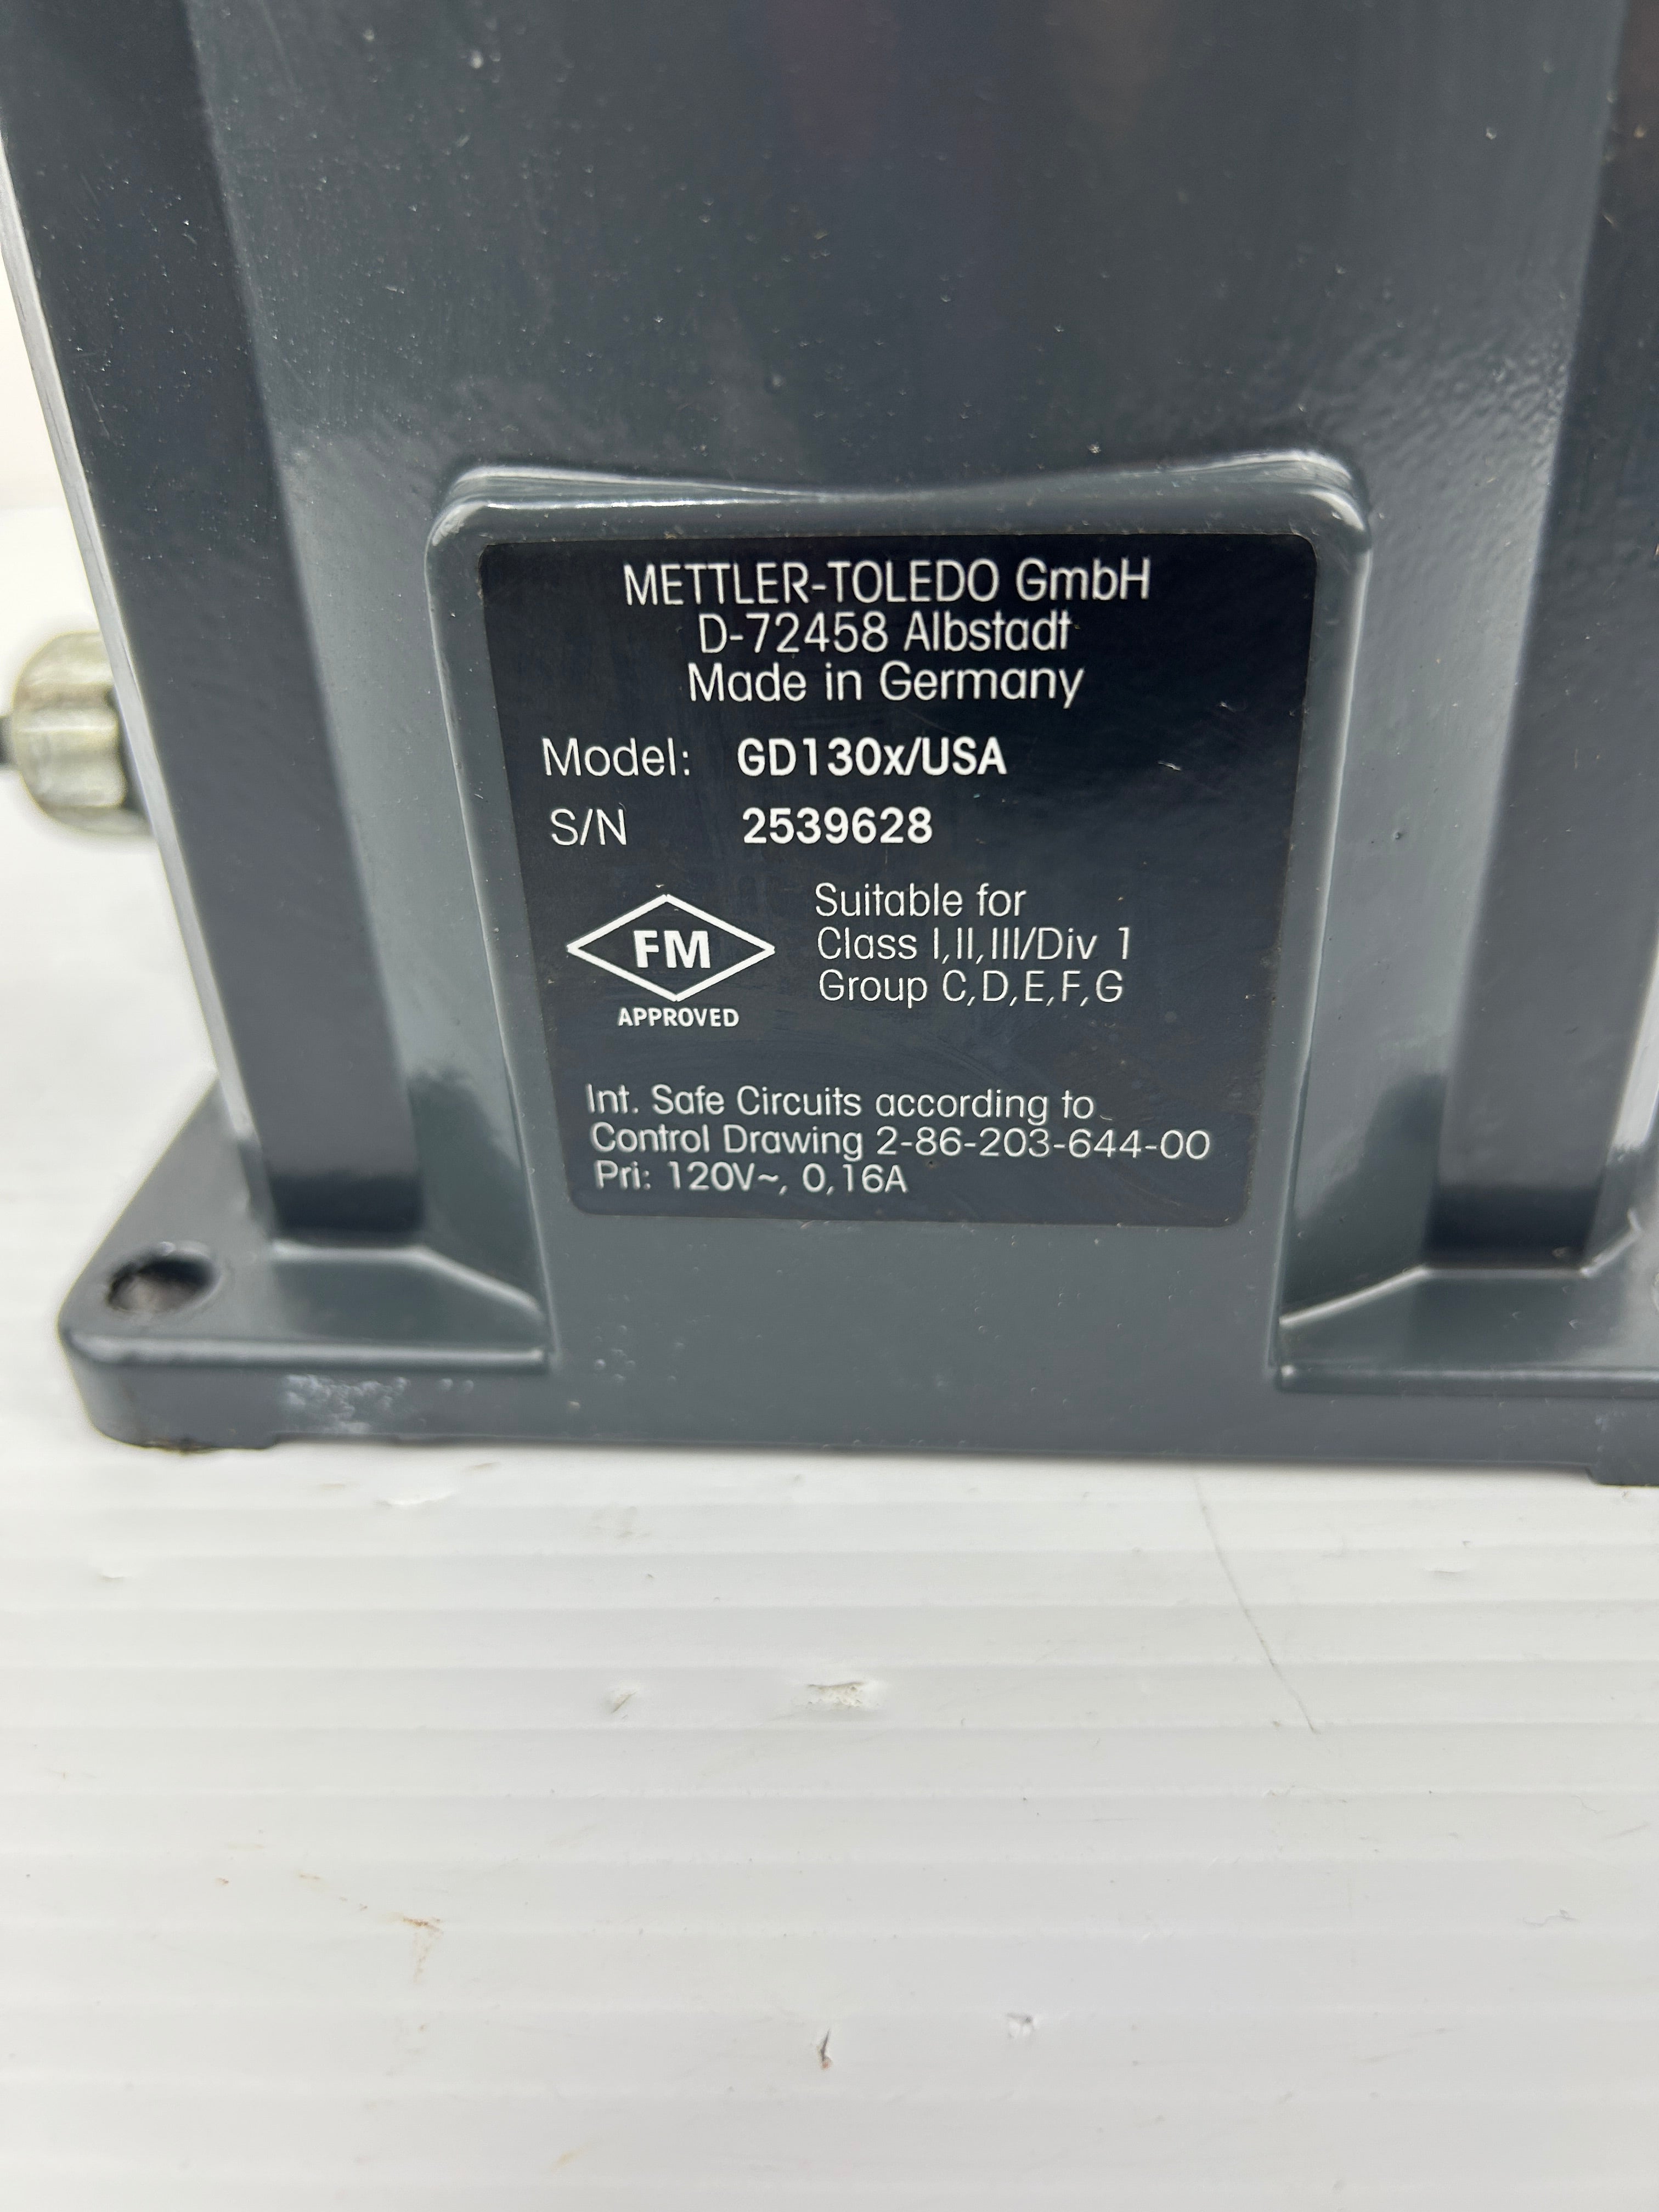 METTLER-TOLEDO GmbH
D-72458 Albstadt
Made in Germany
Model: GD130x/USA
S/N 2539628
FM
APPROVED
Suitable for
Class I,II,III/Div 1
Group C,D,E,F,G
Int. Safe Circuits according to
Control Drawing 2-86-203-644-00
Pri: 120V~, 0,16A